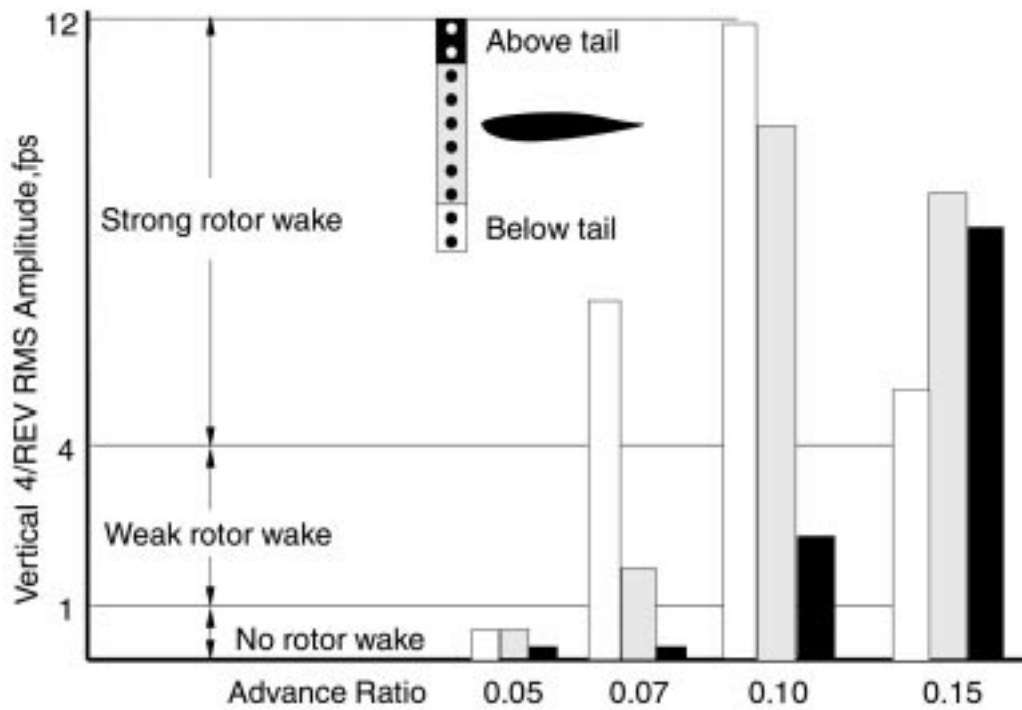 12
Above tail
Vertical 4/REV RMS Amplitude,fps
Strong rotor wake
Below tail
4
Weak rotor wake
1
No rotor wake
Advance Ratio 0.05 0.07 0.10 0.15